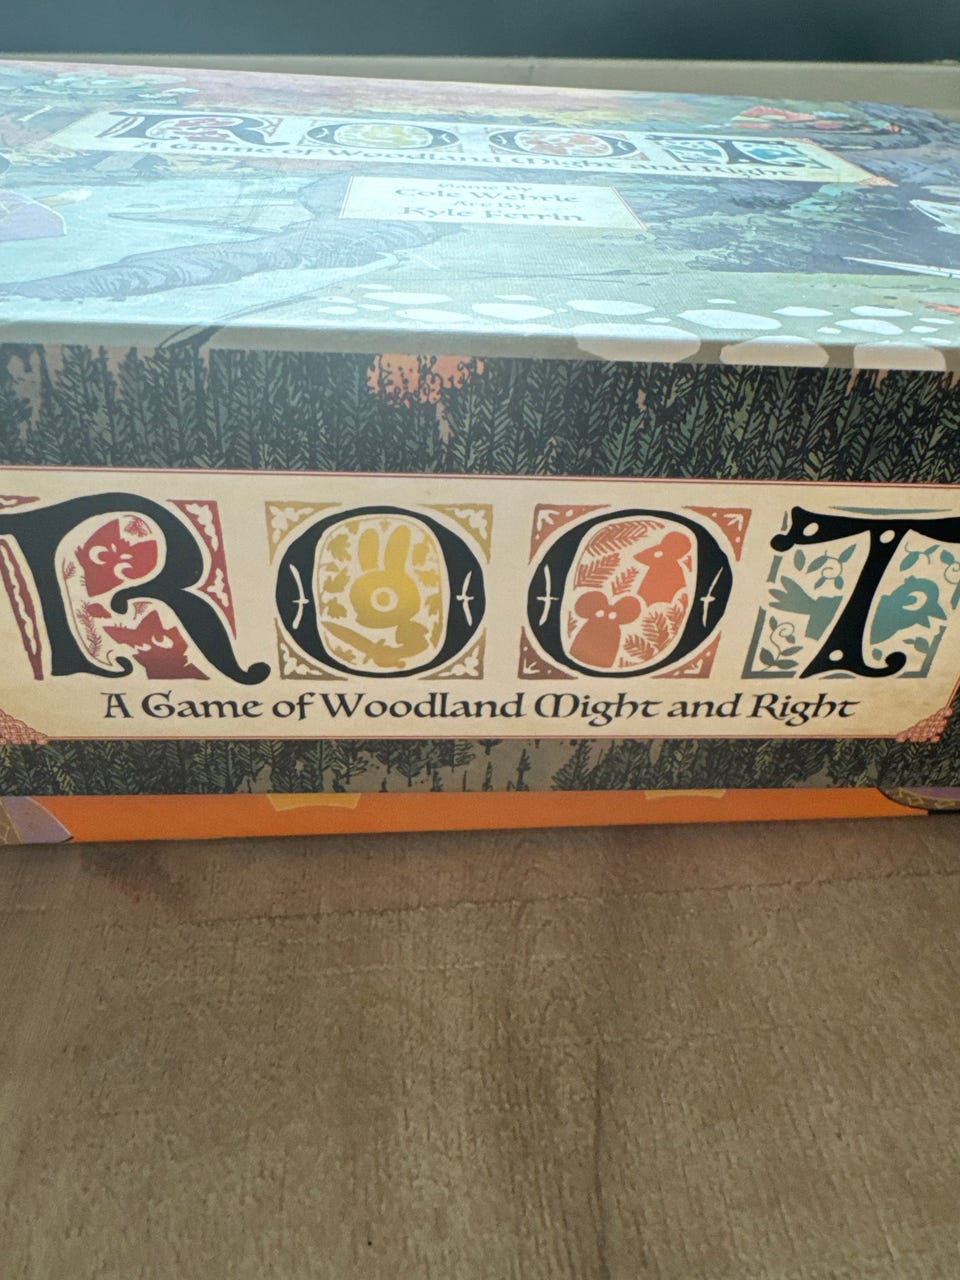 ROOT
A Game of Woodland Might and Right
Game By
Cole Wehrle
Art By
Kyle Ferrin
ROOT
A Game of Woodland Might and Right